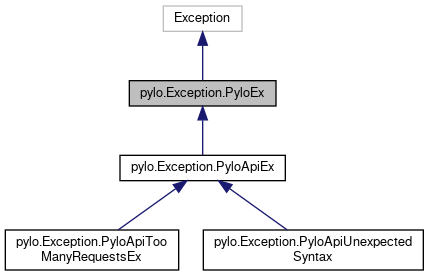 Exception
pylo.Exception.PyloEx
pylo.Exception.PyloApiEx
pylo.Exception.PyloApiToo
ManyRequestsEx
pylo.Exception.PyloApiUnexpected
Syntax